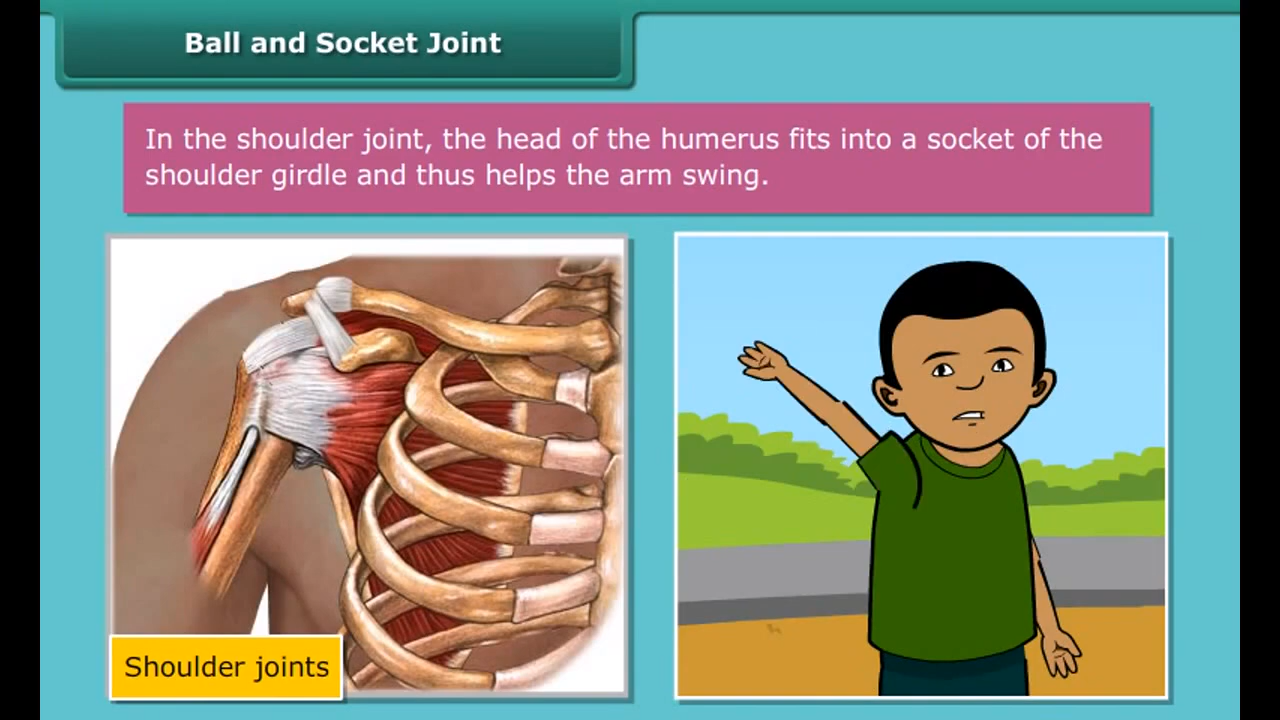 Ball and Socket Joint
In the shoulder joint, the head of the humerus fits into a socket of the
shoulder girdle and thus helps the arm swing.
Shoulder joints